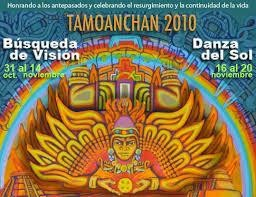 Honrando a los antepasados y celebrando el resurgimiento y la continuidad de la vida
TAMOANCHAN 2010
Búsqueda
de Visión
31 al 14
oct. noviembre
Danza
del Sol
16 al 20
noviembre